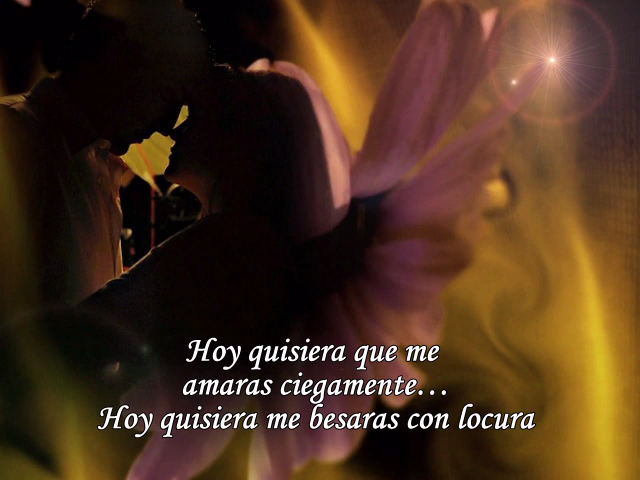 Hoy quisiera que me
amaras ciegamente…
Hoy quisiera me besaras con locura